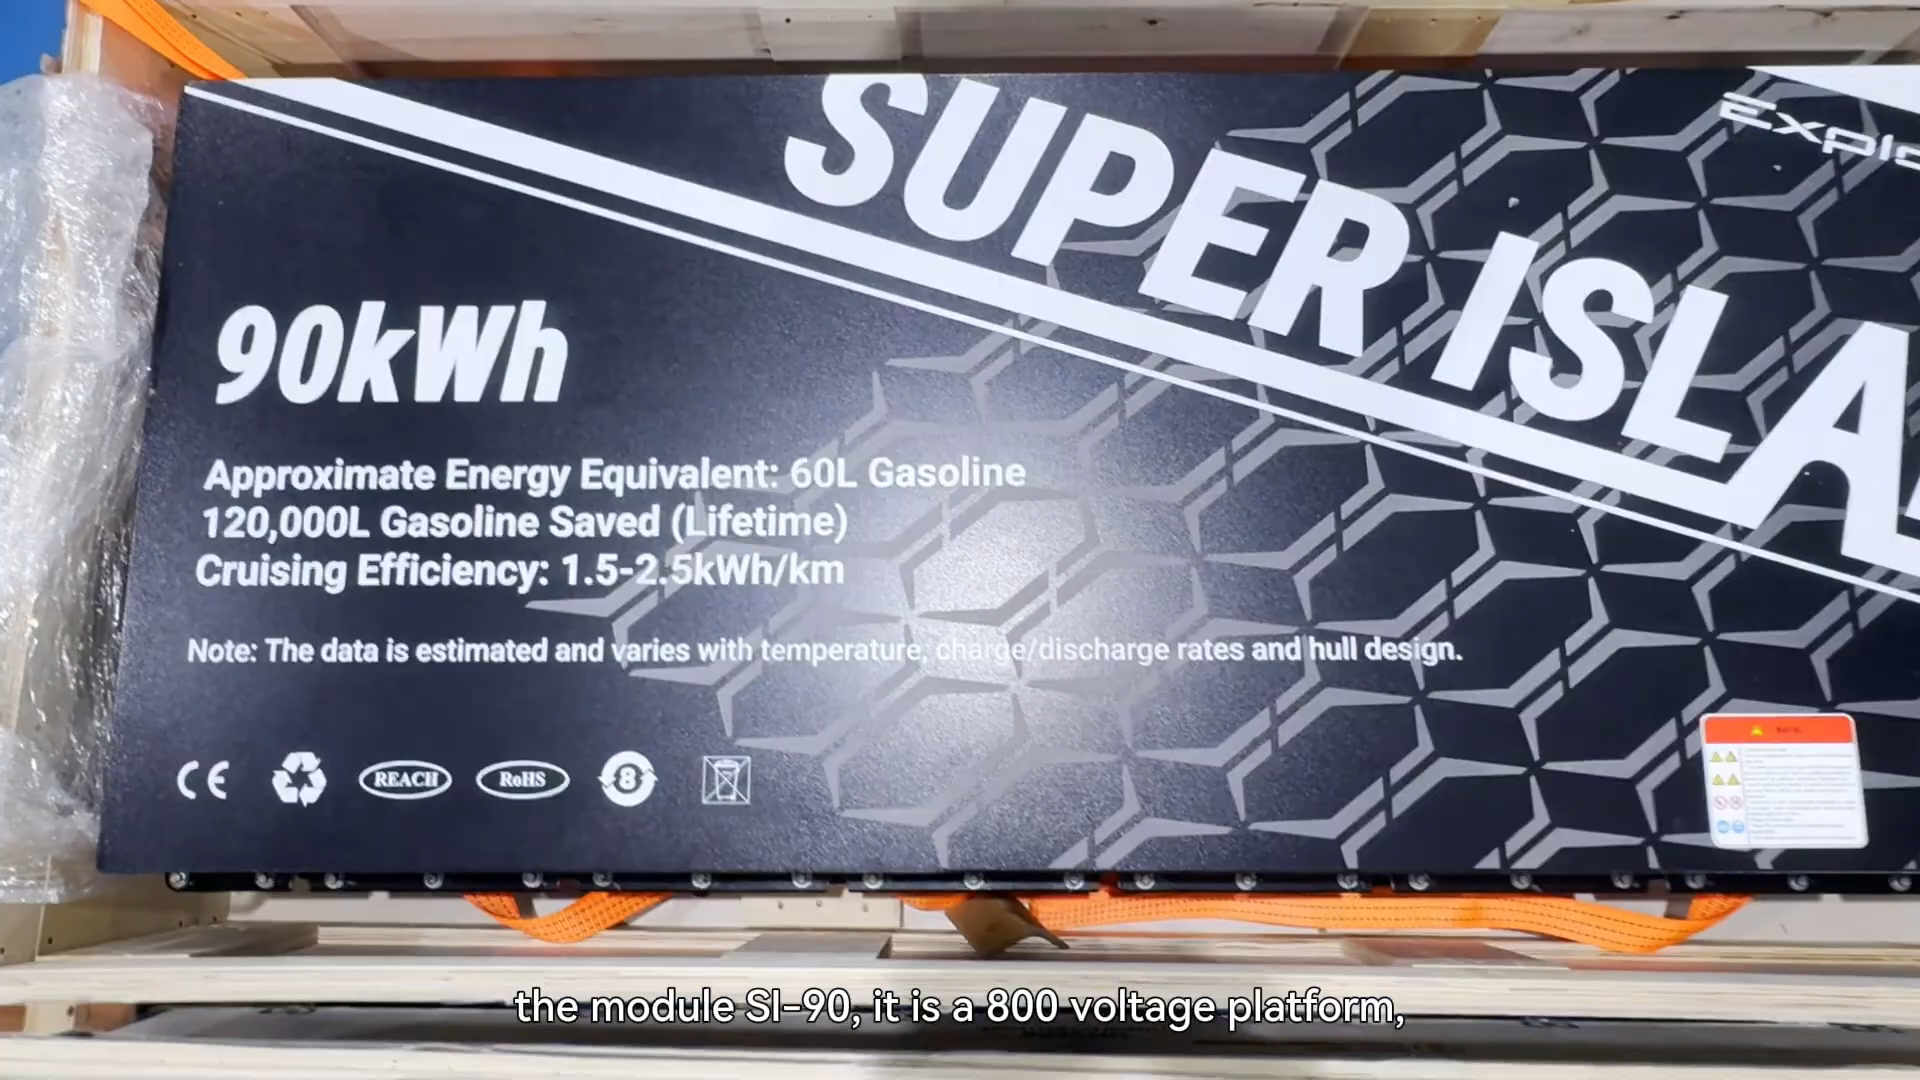 SUPER ISLA
Explo
90kWh
Approximate Energy Equivalent: 60L Gasoline
120,000L Gasoline Saved (Lifetime)
Cruising Efficiency: 1.5-2.5kWh/km
Note: The data is estimated and varies with temperature, charge/discharge rates and hull design.
CE REACH RoHS 8
the module SI-90, it is a 800 voltage platform,